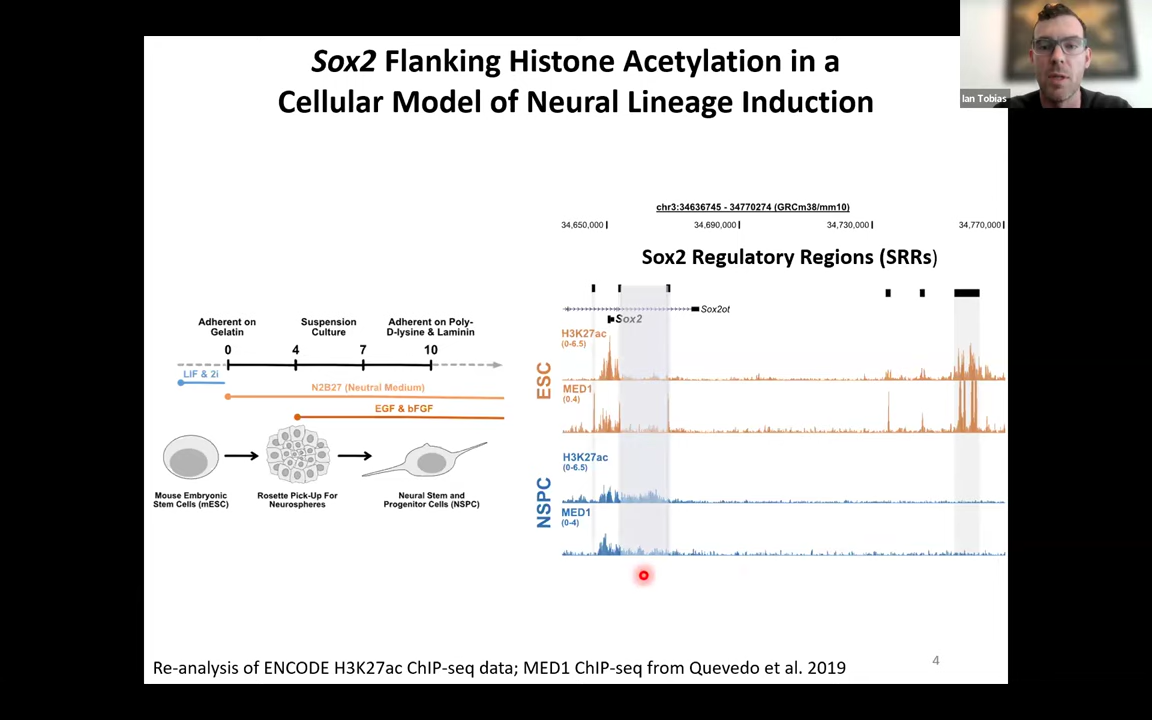 Sox2 Flanking Histone Acetylation in a
Cellular Model of Neural Lineage Induction
Ian Tobias
Adherent on
Gelatin
Suspension
Culture
Adherent on Poly-
D-lysine & Laminin
0
4
7
10
LIF & 2i
N2B27 (Neutral Medium)
EGF & bFGF
Mouse Embryonic
Stem Cells (mESC)
Rosette Pick-Up For
Neurospheres
Neural Stem and
Progenitor Cells (NSPC)
chr3:34636745 - 34770274 (GRCm38/mm10)
34,650,000
34,690,000
34,730,000
34,770,000
Sox2 Regulatory Regions (SRRs)
Sox2ot
Sox2
ESC
H3K27ac
(0-6.5)
MED1
(0.4)
NSPC
H3K27ac
(0-6.5)
MED1
(0-4)
Re-analysis of ENCODE H3K27ac ChIP-seq data; MED1 ChIP-seq from Quevedo et al. 2019
4